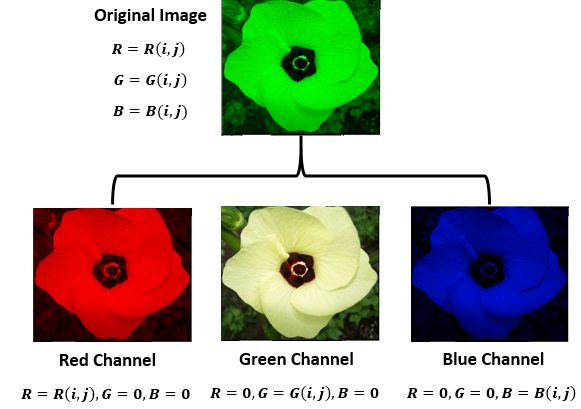 Original Image
R = R(i,j)
G = G(i,j)
B = B(i,j)
Red Channel
Green Channel
Blue Channel
R = R(i,j), G = 0, B = 0
R = 0, G = G(i,j), B = 0
R = 0, G = 0, B = B(i,j)